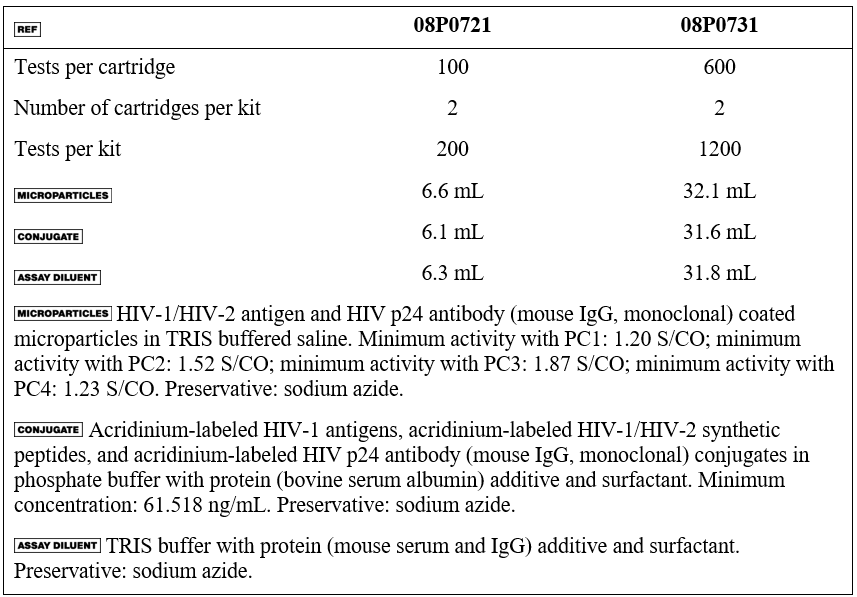 REF 08P0721 08P0731
Tests per cartridge 100 600
Number of cartridges per kit 2 2
Tests per kit 200 1200
MICROPARTICLES 6.6 mL 32.1 mL
CONJUGATE 6.1 mL 31.6 mL
ASSAY DILUENT 6.3 mL 31.8 mL
MICROPARTICLES HIV-1/HIV-2 antigen and HIV p24 antibody (mouse IgG, monoclonal) coated
microparticles in TRIS buffered saline. Minimum activity with PC1: 1.20 S/CO; minimum
activity with PC2: 1.52 S/CO; minimum activity with PC3: 1.87 S/CO; minimum activity with
PC4: 1.23 S/CO. Preservative: sodium azide.
CONJUGATE Acridinium-labeled HIV-1 antigens, acridinium-labeled HIV-1/HIV-2 synthetic
peptides, and acridinium-labeled HIV p24 antibody (mouse IgG, monoclonal) conjugates in
phosphate buffer with protein (bovine serum albumin) additive and surfactant. Minimum
concentration: 61.518 ng/mL. Preservative: sodium azide.
ASSAY DILUENT TRIS buffer with protein (mouse serum and IgG) additive and surfactant.
Preservative: sodium azide.